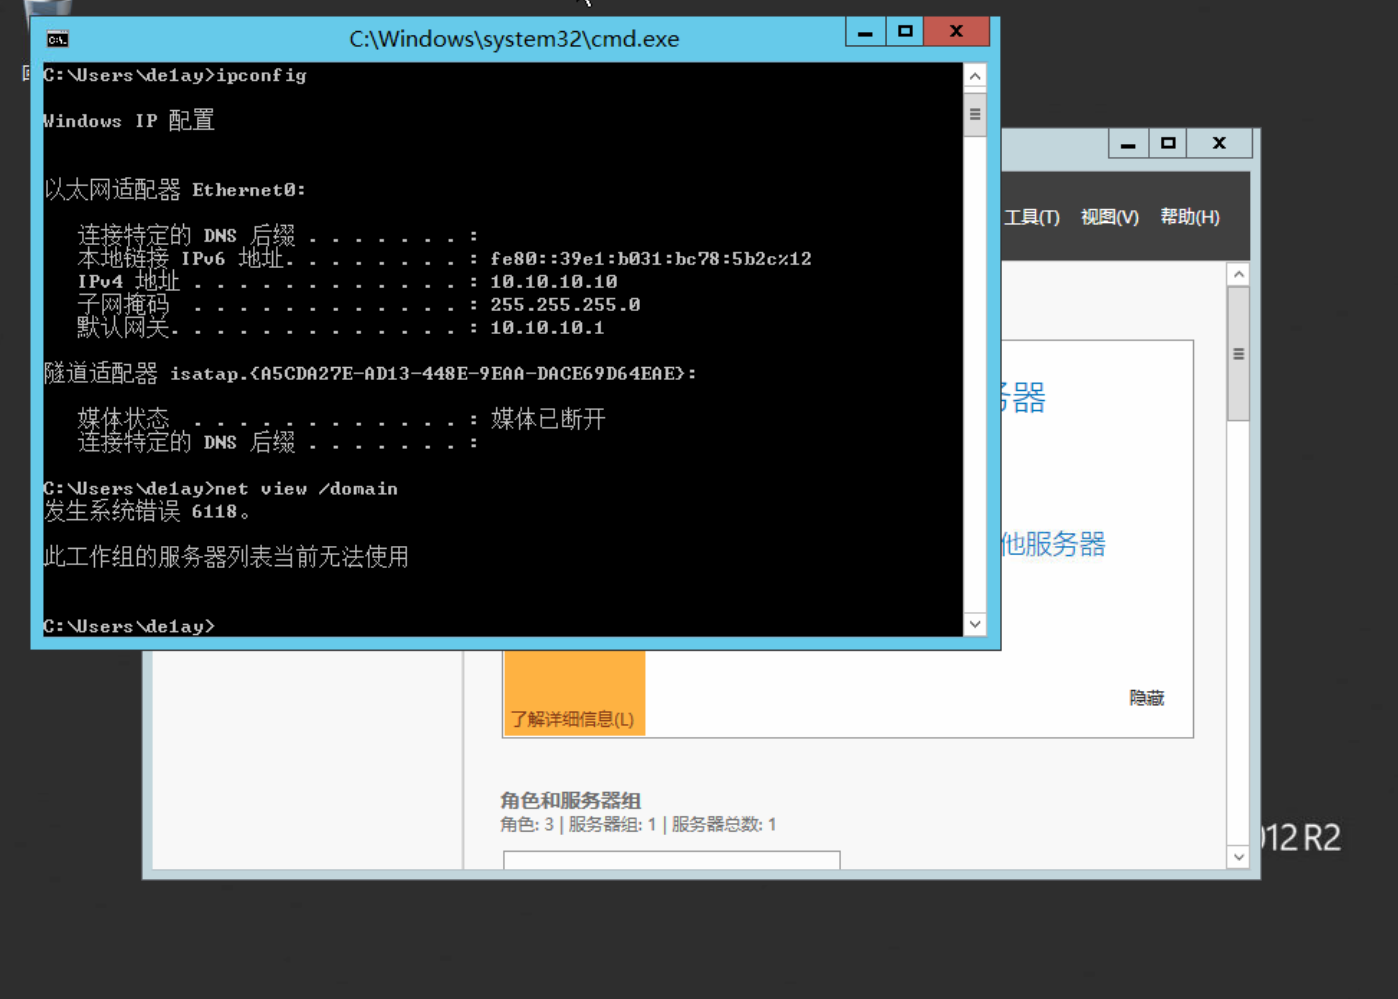 C:\Windows\system32\cmd.exe
C:\Users\delay>ipconfig
Windows IP 配置
以太网适配器 Ethernet0:
连接特定的 DNS 后缀 . . . . . . . :
本地链接 IPv6 地址. . . . . . . . : fe80::39e1:b031:bc78:5b2c%12
IPv4 地址 . . . . . . . . . . . . : 10.10.10.10
子网掩码 . . . . . . . . . . . . : 255.255.255.0
默认网关. . . . . . . . . . . . . : 10.10.10.1
隧道适配器 isatap.{A5CDA27E-AD13-448E-9EAA-DACE69D64EAE}:
媒体状态 . . . . . . . . . . . . : 媒体已断开
连接特定的 DNS 后缀 . . . . . . . :
C:\Users\delay>net view /domain
发生系统错误 6118。
此工作组的服务器列表当前无法使用
C:\Users\delay>
工具(T) 视图(V) 帮助(H)
器
他服务器
隐藏
了解详细信息(L)
角色和服务器组
角色: 3 | 服务器组: 1 | 服务器总数: 1
12 R2